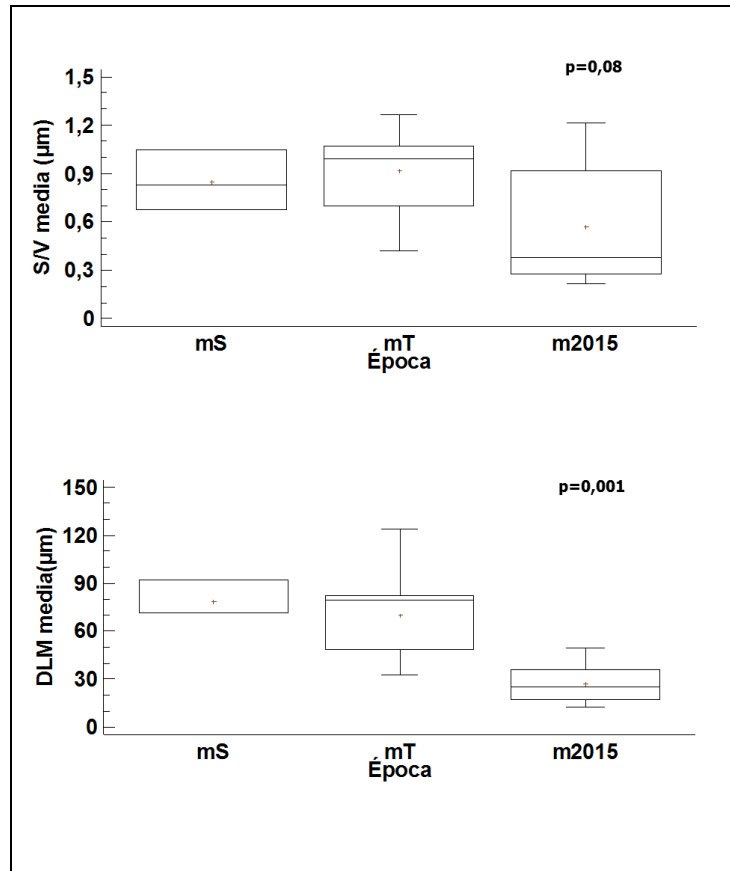 p=0,08
1,5
1,2
0,9
0,6
0,3
0
S/V media (µm)
mS mT m2015
Época
p=0,001
150
120
90
60
30
0
DLM media(µm)
mS mT m2015
Época